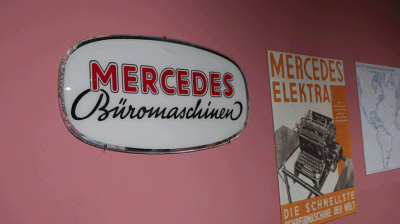 MERCEDES
Büromaschinen
MERCEDES
ELEKTRA
DIE SCHNELLSTE
SCHREIBMASCHINE DER WELT